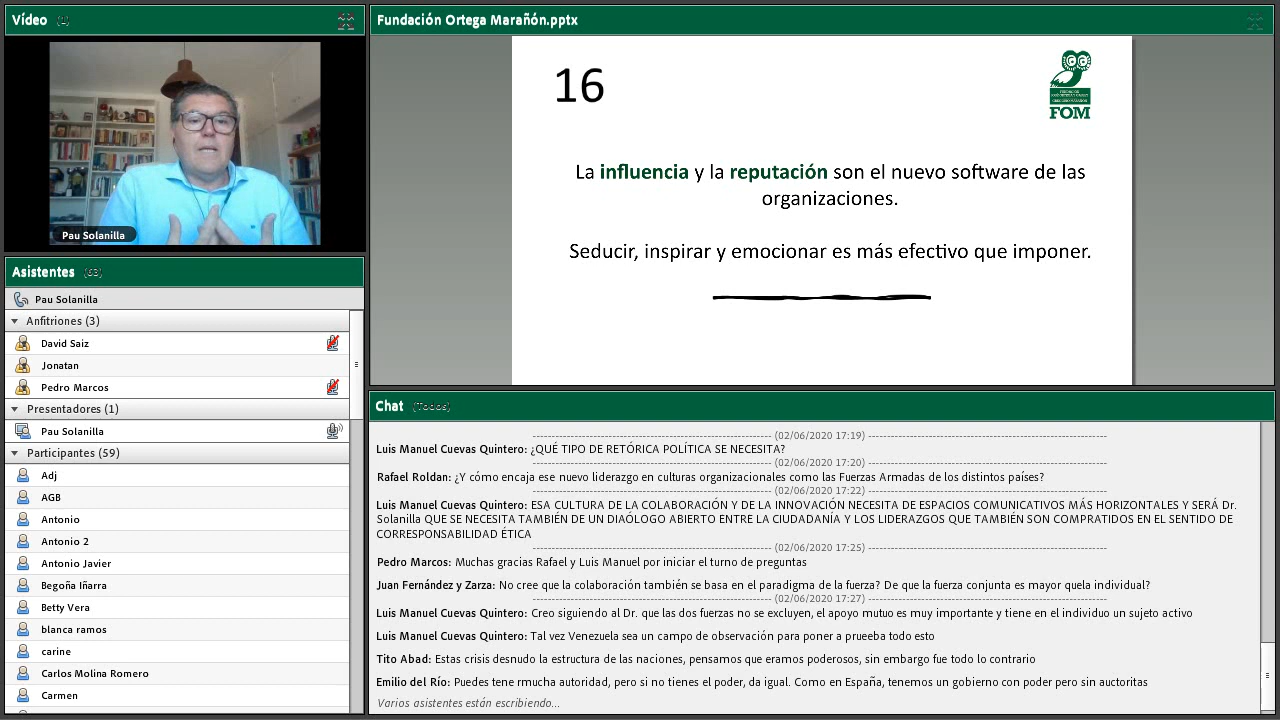 Vídeo (1)
Pau Solanilla
Asistentes (63)
Pau Solanilla
Anfitriones (3)
David Saiz
Jonatan
Pedro Marcos
Presentadores (1)
Pau Solanilla
Participantes (59)
Adj
AGB
Antonio
Antonio 2
Antonio Javier
Begoña Iñarra
Betty Vera
blanca ramos
carine
Carlos Molina Romero
Carmen
Fundación Ortega Marañón.pptx
16
FOM
La influencia y la reputación son el nuevo software de las
organizaciones.
Seducir, inspirar y emocionar es más efectivo que imponer.
Chat (Todos)
(02/06/2020 17:19)
Luis Manuel Cuevas Quintero: ¿QUÉ TIPO DE RETÓRICA POLÍTICA SE NECESITA?
(02/06/2020 17:20)
Rafael Roldan: ¿Y cómo encaja ese nuevo liderazgo en culturas organizacionales como las Fuerzas Armadas de los distintos países?
(02/06/2020 17:22)
Luis Manuel Cuevas Quintero: ESA CULTURA DE LA COLABORACIÓN Y DE LA INNOVACIÓN NECESITA DE ESPACIOS COMUNICATIVOS MÁS HORIZONTALES Y SERÁ Dr.
Solanilla QUE SE NECESITA TAMBIÉN DE UN DIAÓLOGO ABIERTO ENTRE LA CIUDADANÍA Y LOS LIDERAZGOS QUE TAMBIÉN SON COMPRATIDOS EN EL SENTIDO DE
CORRESPONSABILIDAD ÉTICA
(02/06/2020 17:25)
Pedro Marcos: Muchas gracias Rafael y Luis Manuel por iniciar el turno de preguntas
Juan Fernández y Zarza: No cree que la colaboración también se basa en el paradigma de la fuerza? De que la fuerza conjunta es mayor quela individual?
(02/06/2020 17:27)
Luis Manuel Cuevas Quintero: Creo siguiendo al Dr. que las dos fuerzas no se excluyen, el apoyo mutuo es muy importante y tiene en el individuo un sujeto activo
Luis Manuel Cuevas Quintero: Tal vez Venezuela sea un campo de observación para poner a prueeba todo esto
Tito Abad: Estas crisis desnudo la estructura de las naciones, pensamos que eramos poderosos, sin embargo fue todo lo contrario
Emilio del Río: Puedes tene rmucha autoridad, pero si no tienes el poder, da igual. Como en España, tenemos un gobierno con poder pero sin auctoritas
Varios asistentes están escribiendo...